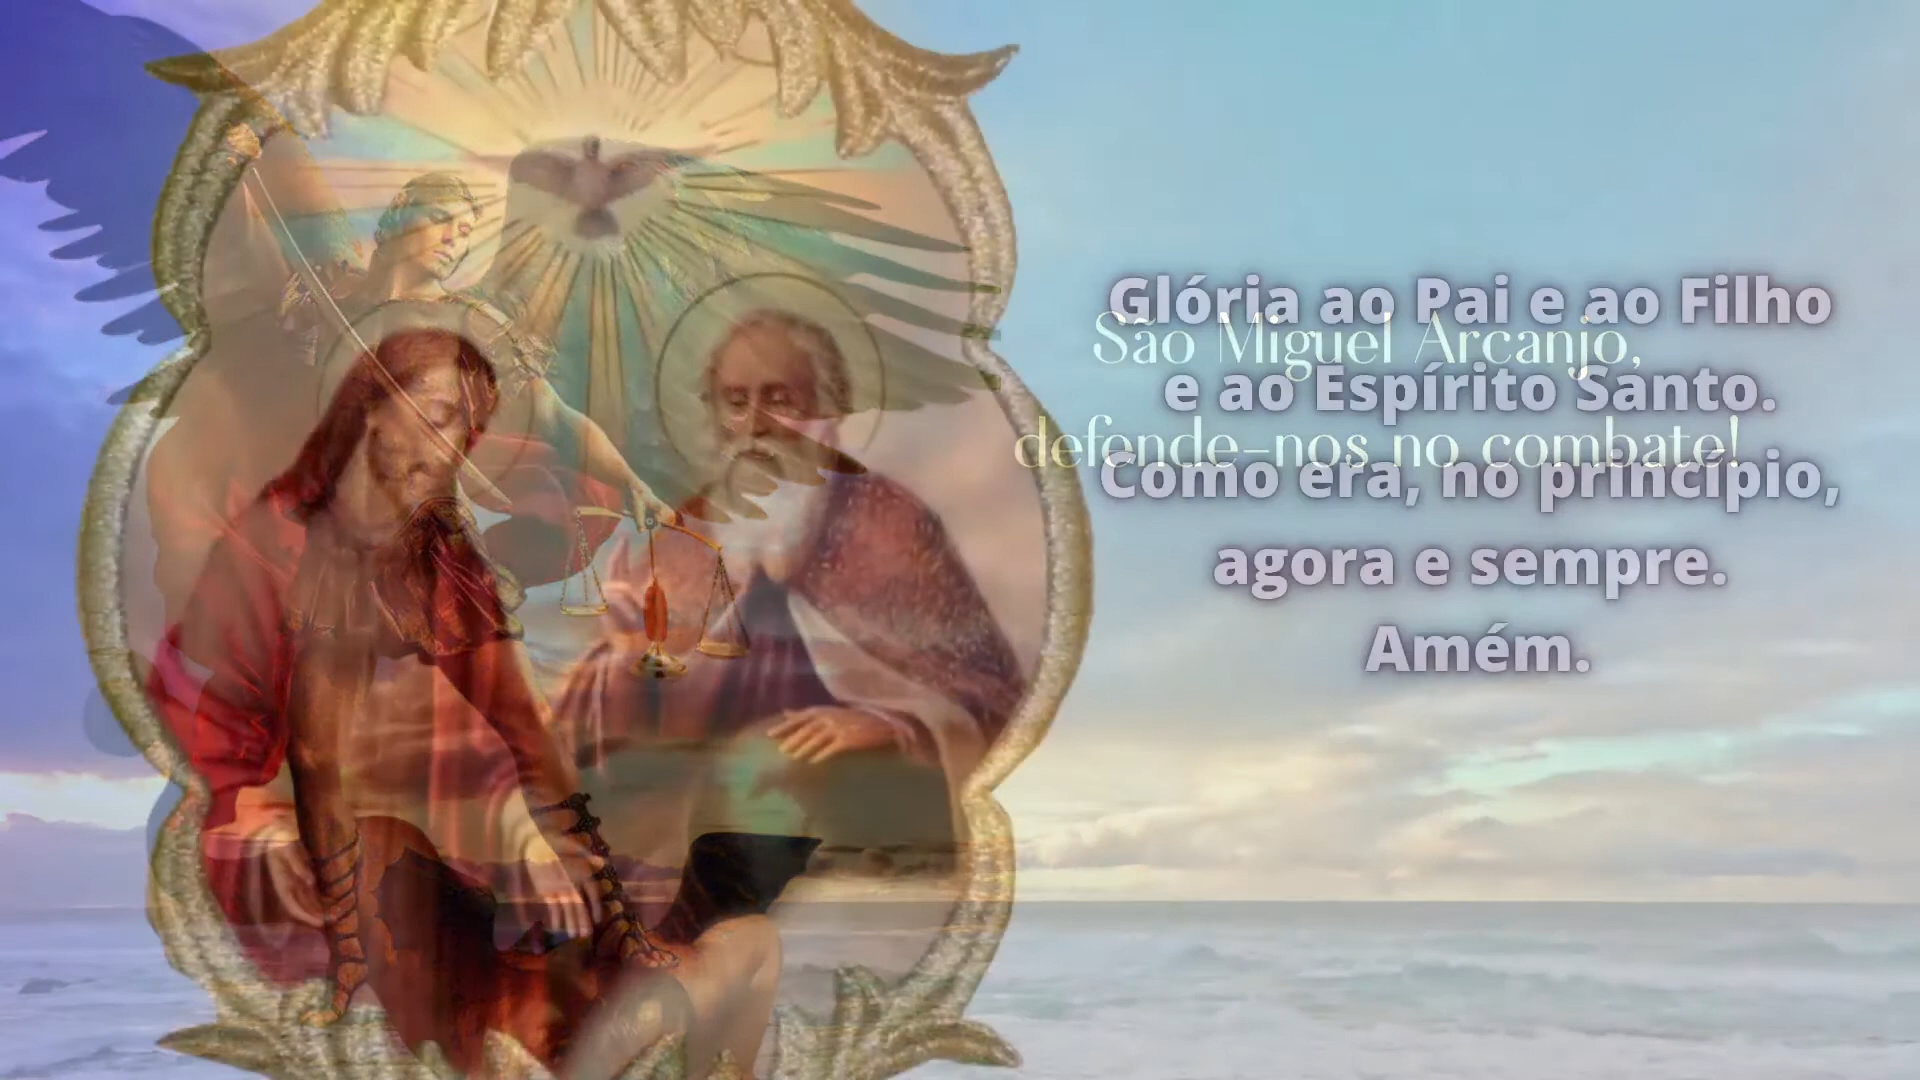 Glória ao Pai e ao Filho
São Miguel Arcanjo,
e ao Espírito Santo.
defende-nos no combate!
Como era, no princípio,
agora e sempre.
Amém.